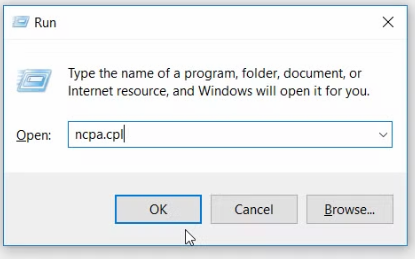 Run
Type the name of a program, folder, document, or
Internet resource, and Windows will open it for you.
Open: ncpa.cpl
OK Cancel Browse...